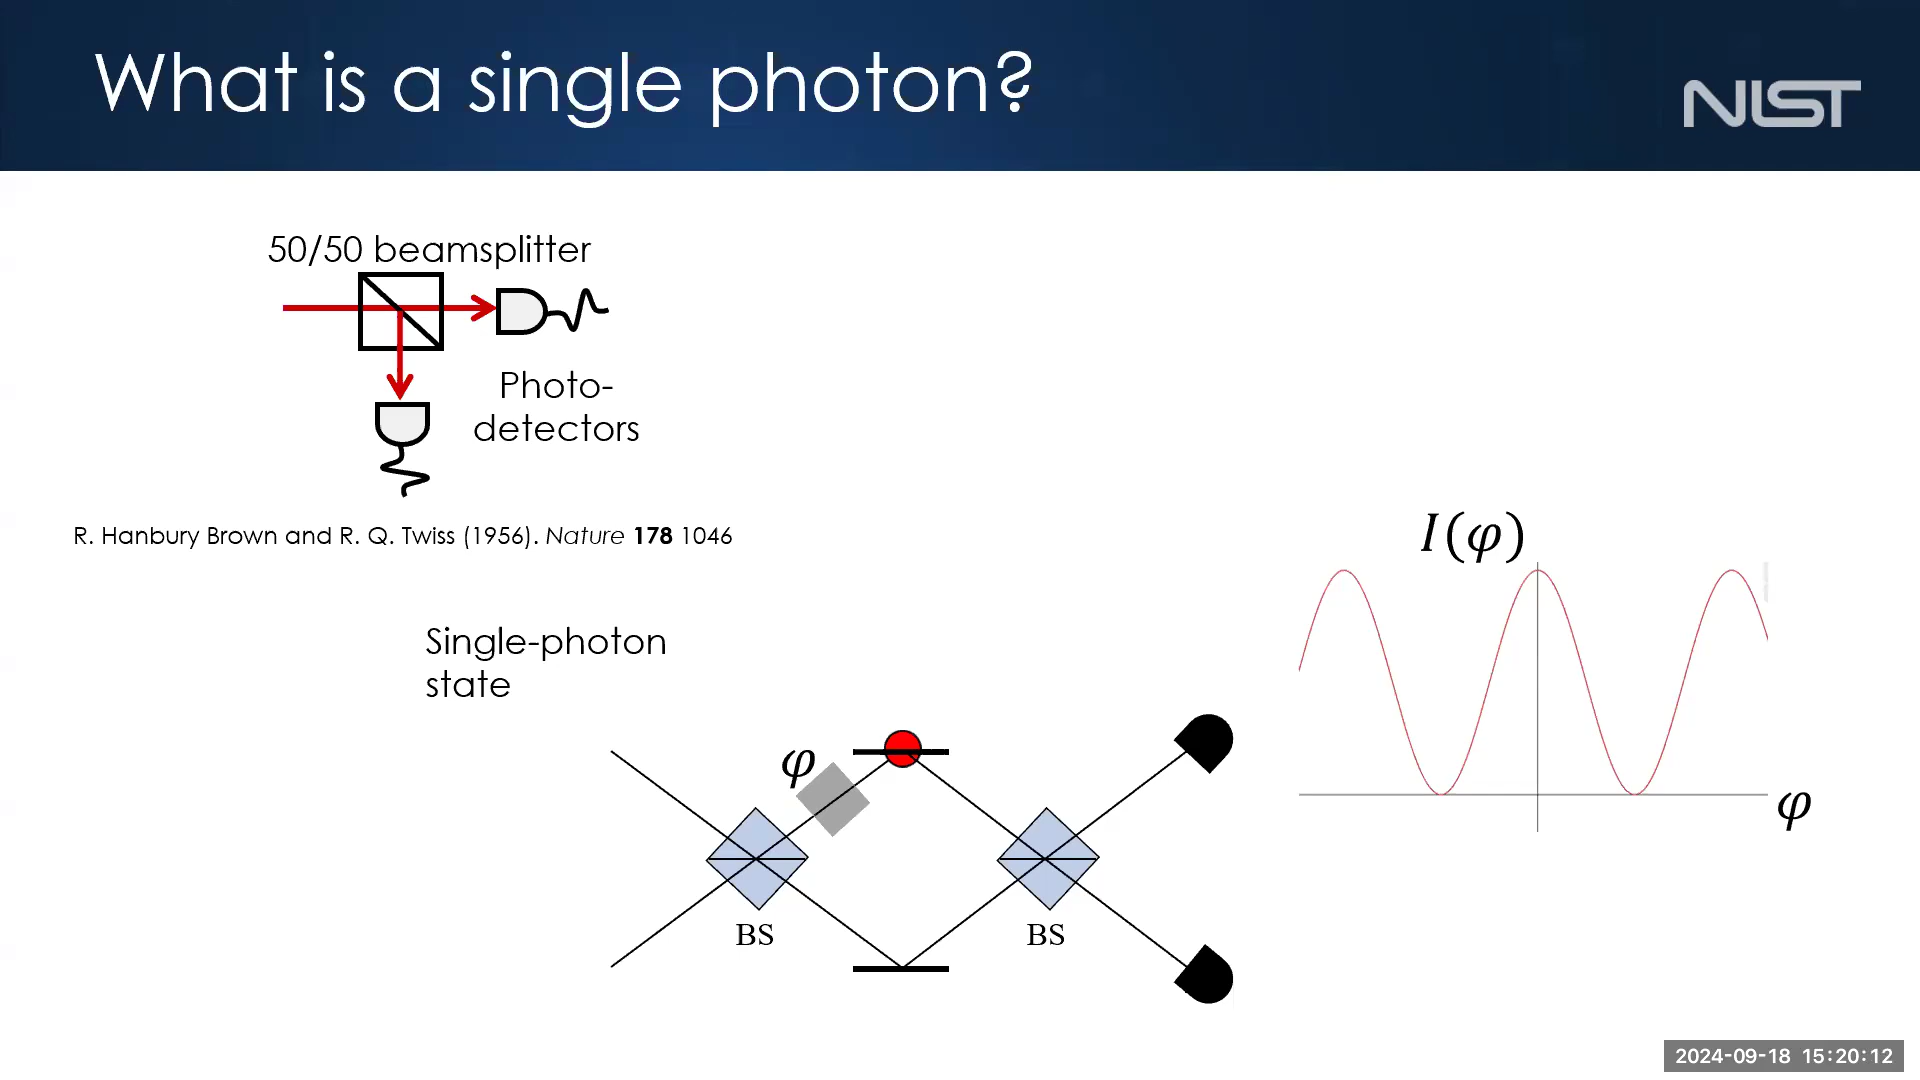 What is a single photon?
NIST
50/50 beamsplitter
Photo-
detectors
R. Hanbury Brown and R. Q. Twiss (1956). Nature 178 1046
I(φ)
Single-photon
state
φ
φ
BS
BS
2024-09-18 15:20:12